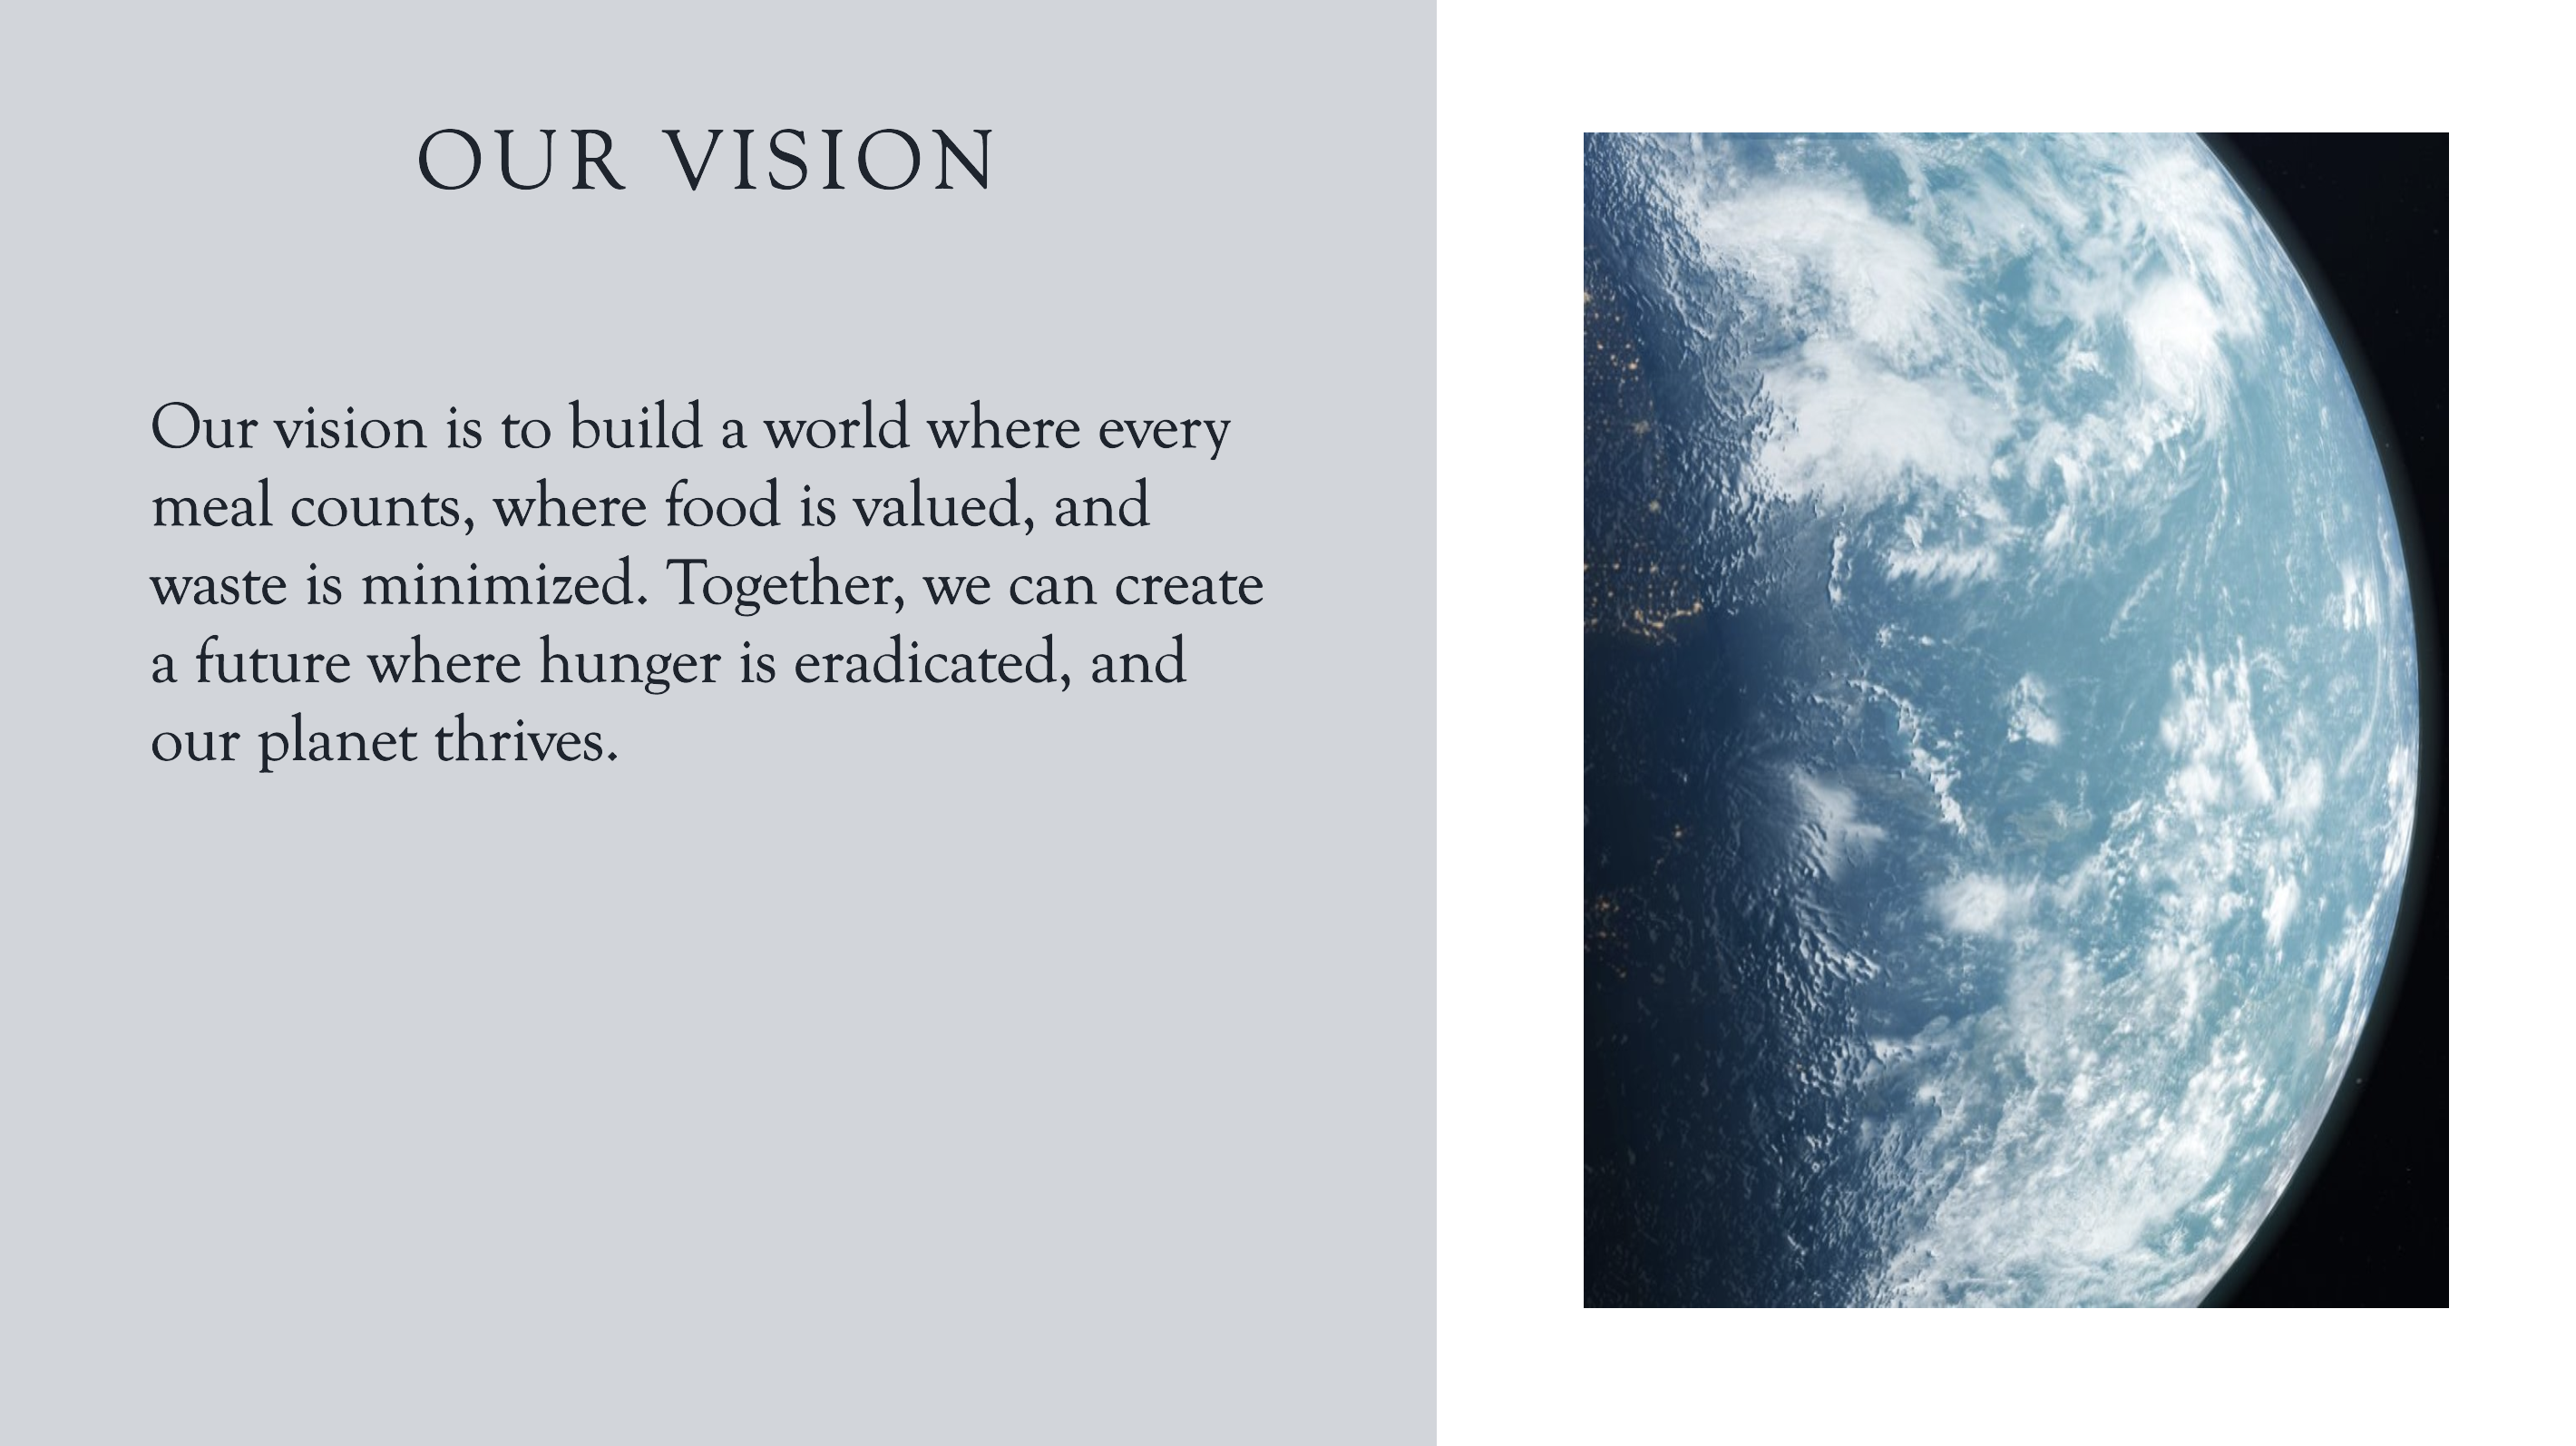 OUR VISION
Our vision is to build a world where every
meal counts, where food is valued, and
waste is minimized. Together, we can create
a future where hunger is eradicated, and
our planet thrives.